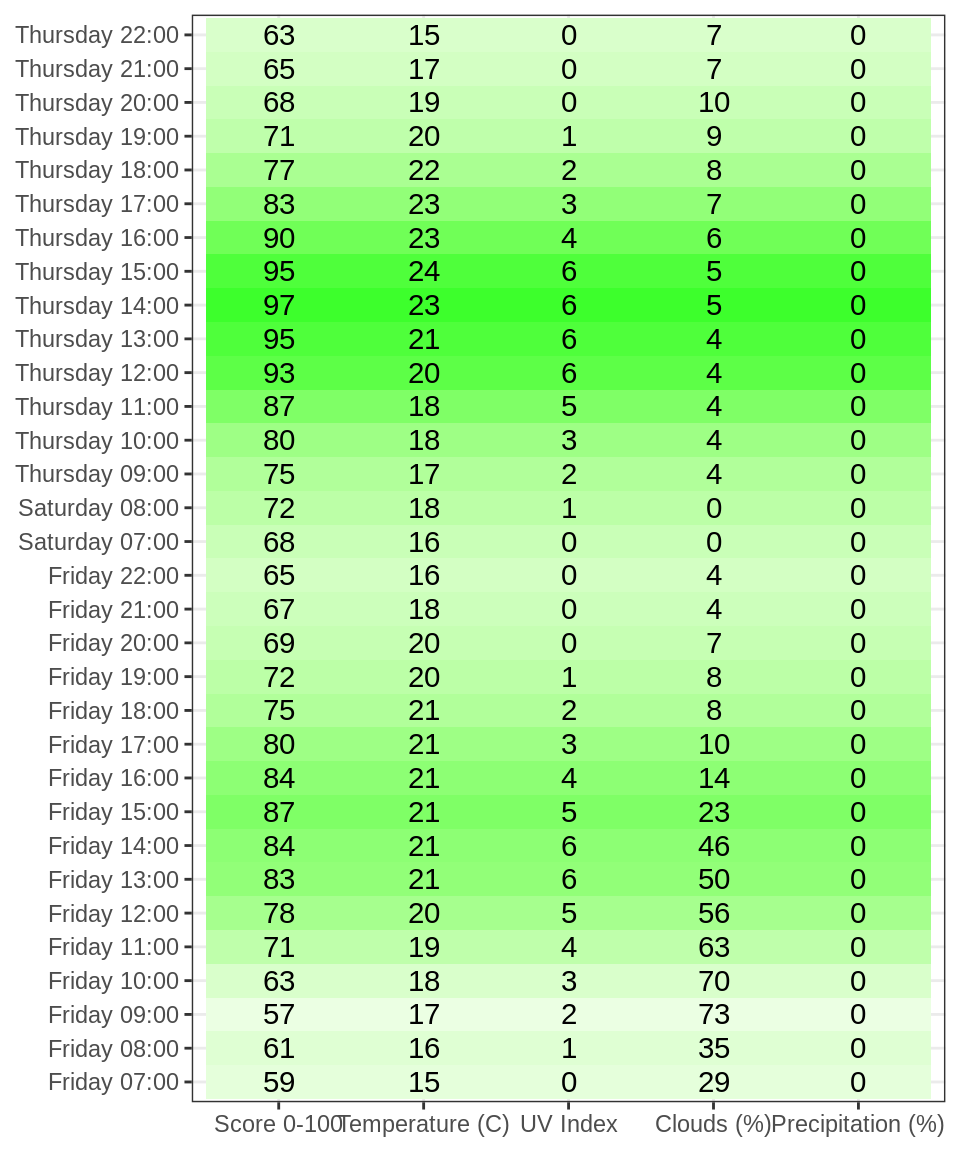 Thursday 22:00 63 15 0 7 0
Thursday 21:00 65 17 0 7 0
Thursday 20:00 68 19 0 10 0
Thursday 19:00 71 20 1 9 0
Thursday 18:00 77 22 2 8 0
Thursday 17:00 83 23 3 7 0
Thursday 16:00 90 23 4 6 0
Thursday 15:00 95 24 6 5 0
Thursday 14:00 97 23 6 5 0
Thursday 13:00 95 21 6 4 0
Thursday 12:00 93 20 6 4 0
Thursday 11:00 87 18 5 4 0
Thursday 10:00 80 18 3 4 0
Thursday 09:00 75 17 2 4 0
Saturday 08:00 72 18 1 0 0
Saturday 07:00 68 16 0 0 0
Friday 22:00 65 16 0 4 0
Friday 21:00 67 18 0 4 0
Friday 20:00 69 20 0 7 0
Friday 19:00 72 20 1 8 0
Friday 18:00 75 21 2 8 0
Friday 17:00 80 21 3 10 0
Friday 16:00 84 21 4 14 0
Friday 15:00 87 21 5 23 0
Friday 14:00 84 21 6 46 0
Friday 13:00 83 21 6 50 0
Friday 12:00 78 20 5 56 0
Friday 11:00 71 19 4 63 0
Friday 10:00 63 18 3 70 0
Friday 09:00 57 17 2 73 0
Friday 08:00 61 16 1 35 0
Friday 07:00 59 15 0 29 0
Score 0-100 Temperature (C) UV Index Clouds (%) Precipitation (%)